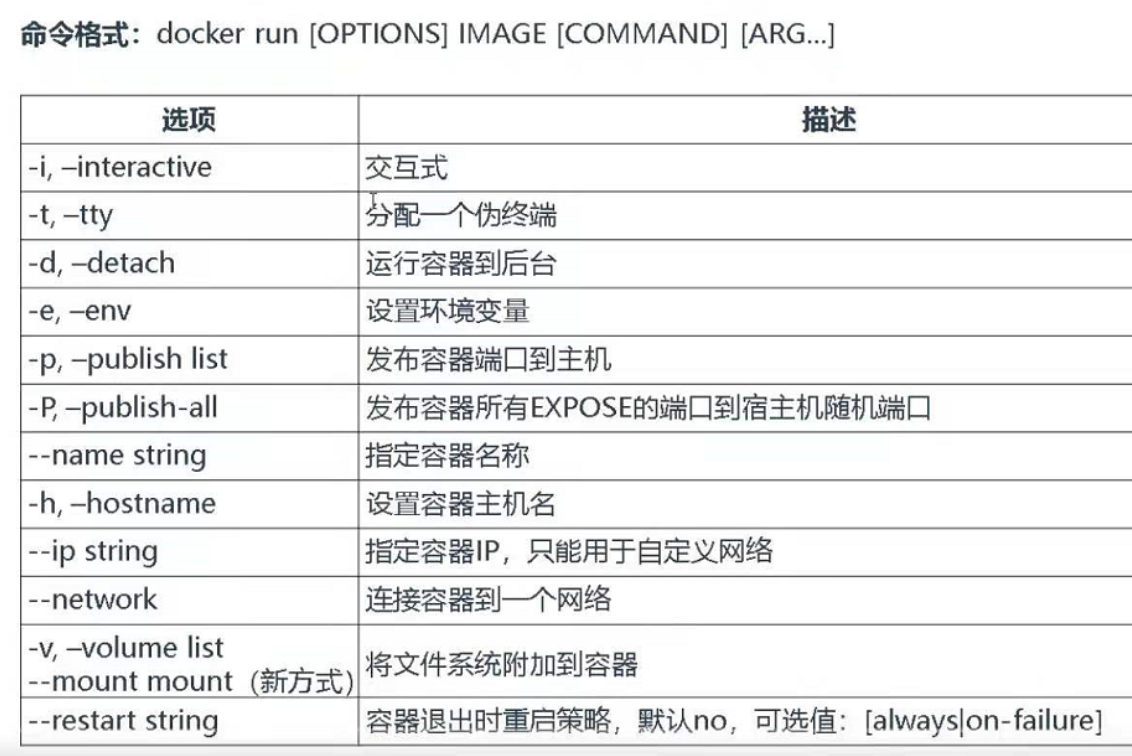 命令格式：docker run [OPTIONS] IMAGE [COMMAND] [ARG...]
选项 描述
-i, –interactive 交互式
-t, –tty 分配一个伪终端
-d, –detach 运行容器到后台
-e, –env 设置环境变量
-p, –publish list 发布容器端口到主机
-P, –publish-all 发布容器所有EXPOSE的端口到宿主机随机端口
--name string 指定容器名称
-h, –hostname 设置容器主机名
--ip string 指定容器IP，只能用于自定义网络
--network 连接容器到一个网络
-v, –volume list
--mount mount（新方式） 将文件系统附加到容器
--restart string 容器退出时重启策略，默认no，可选值：[always|on-failure]